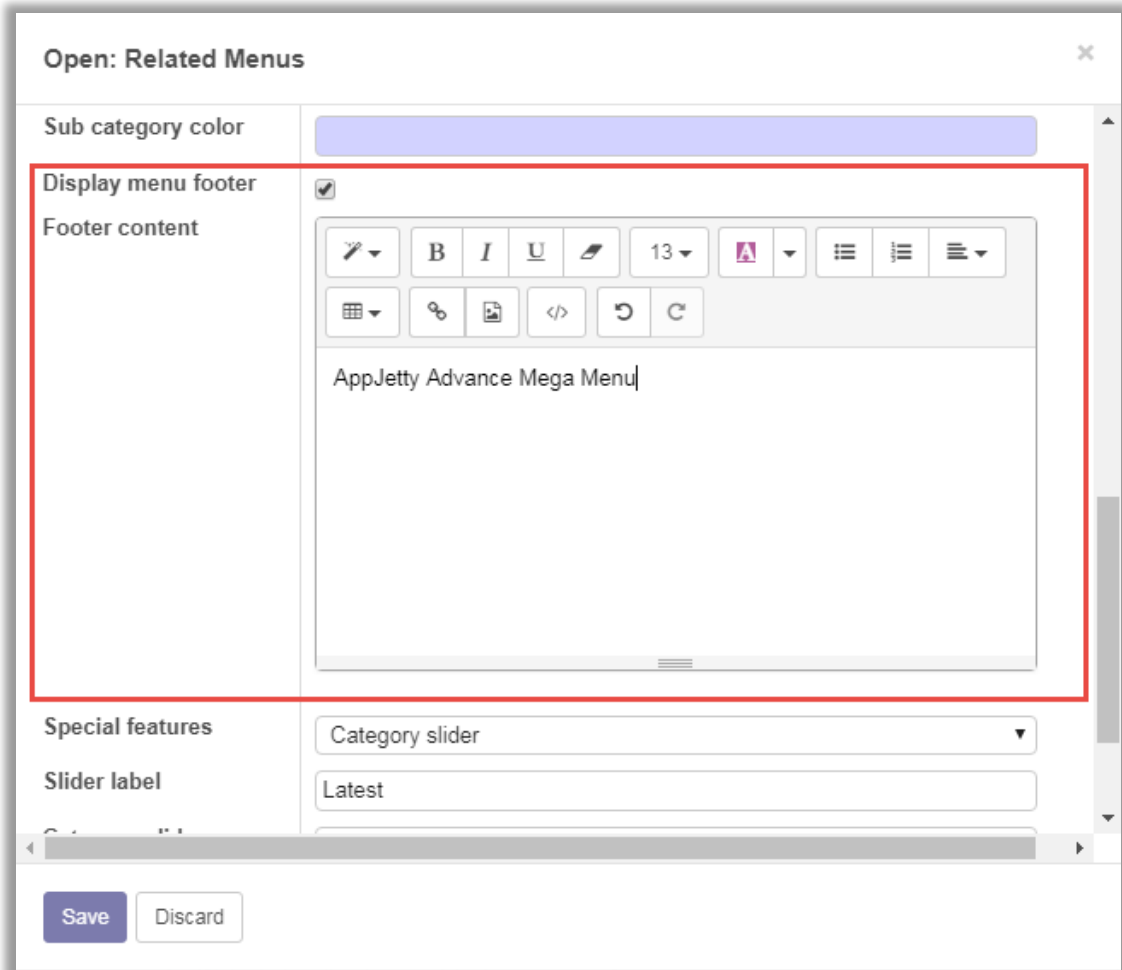 Open: Related Menus ×
Sub category color
Display menu footer
Footer content
B I U 13 A
</>
AppJetty Advance Mega Menu
Special features Category slider
Slider label Latest
Save Discard